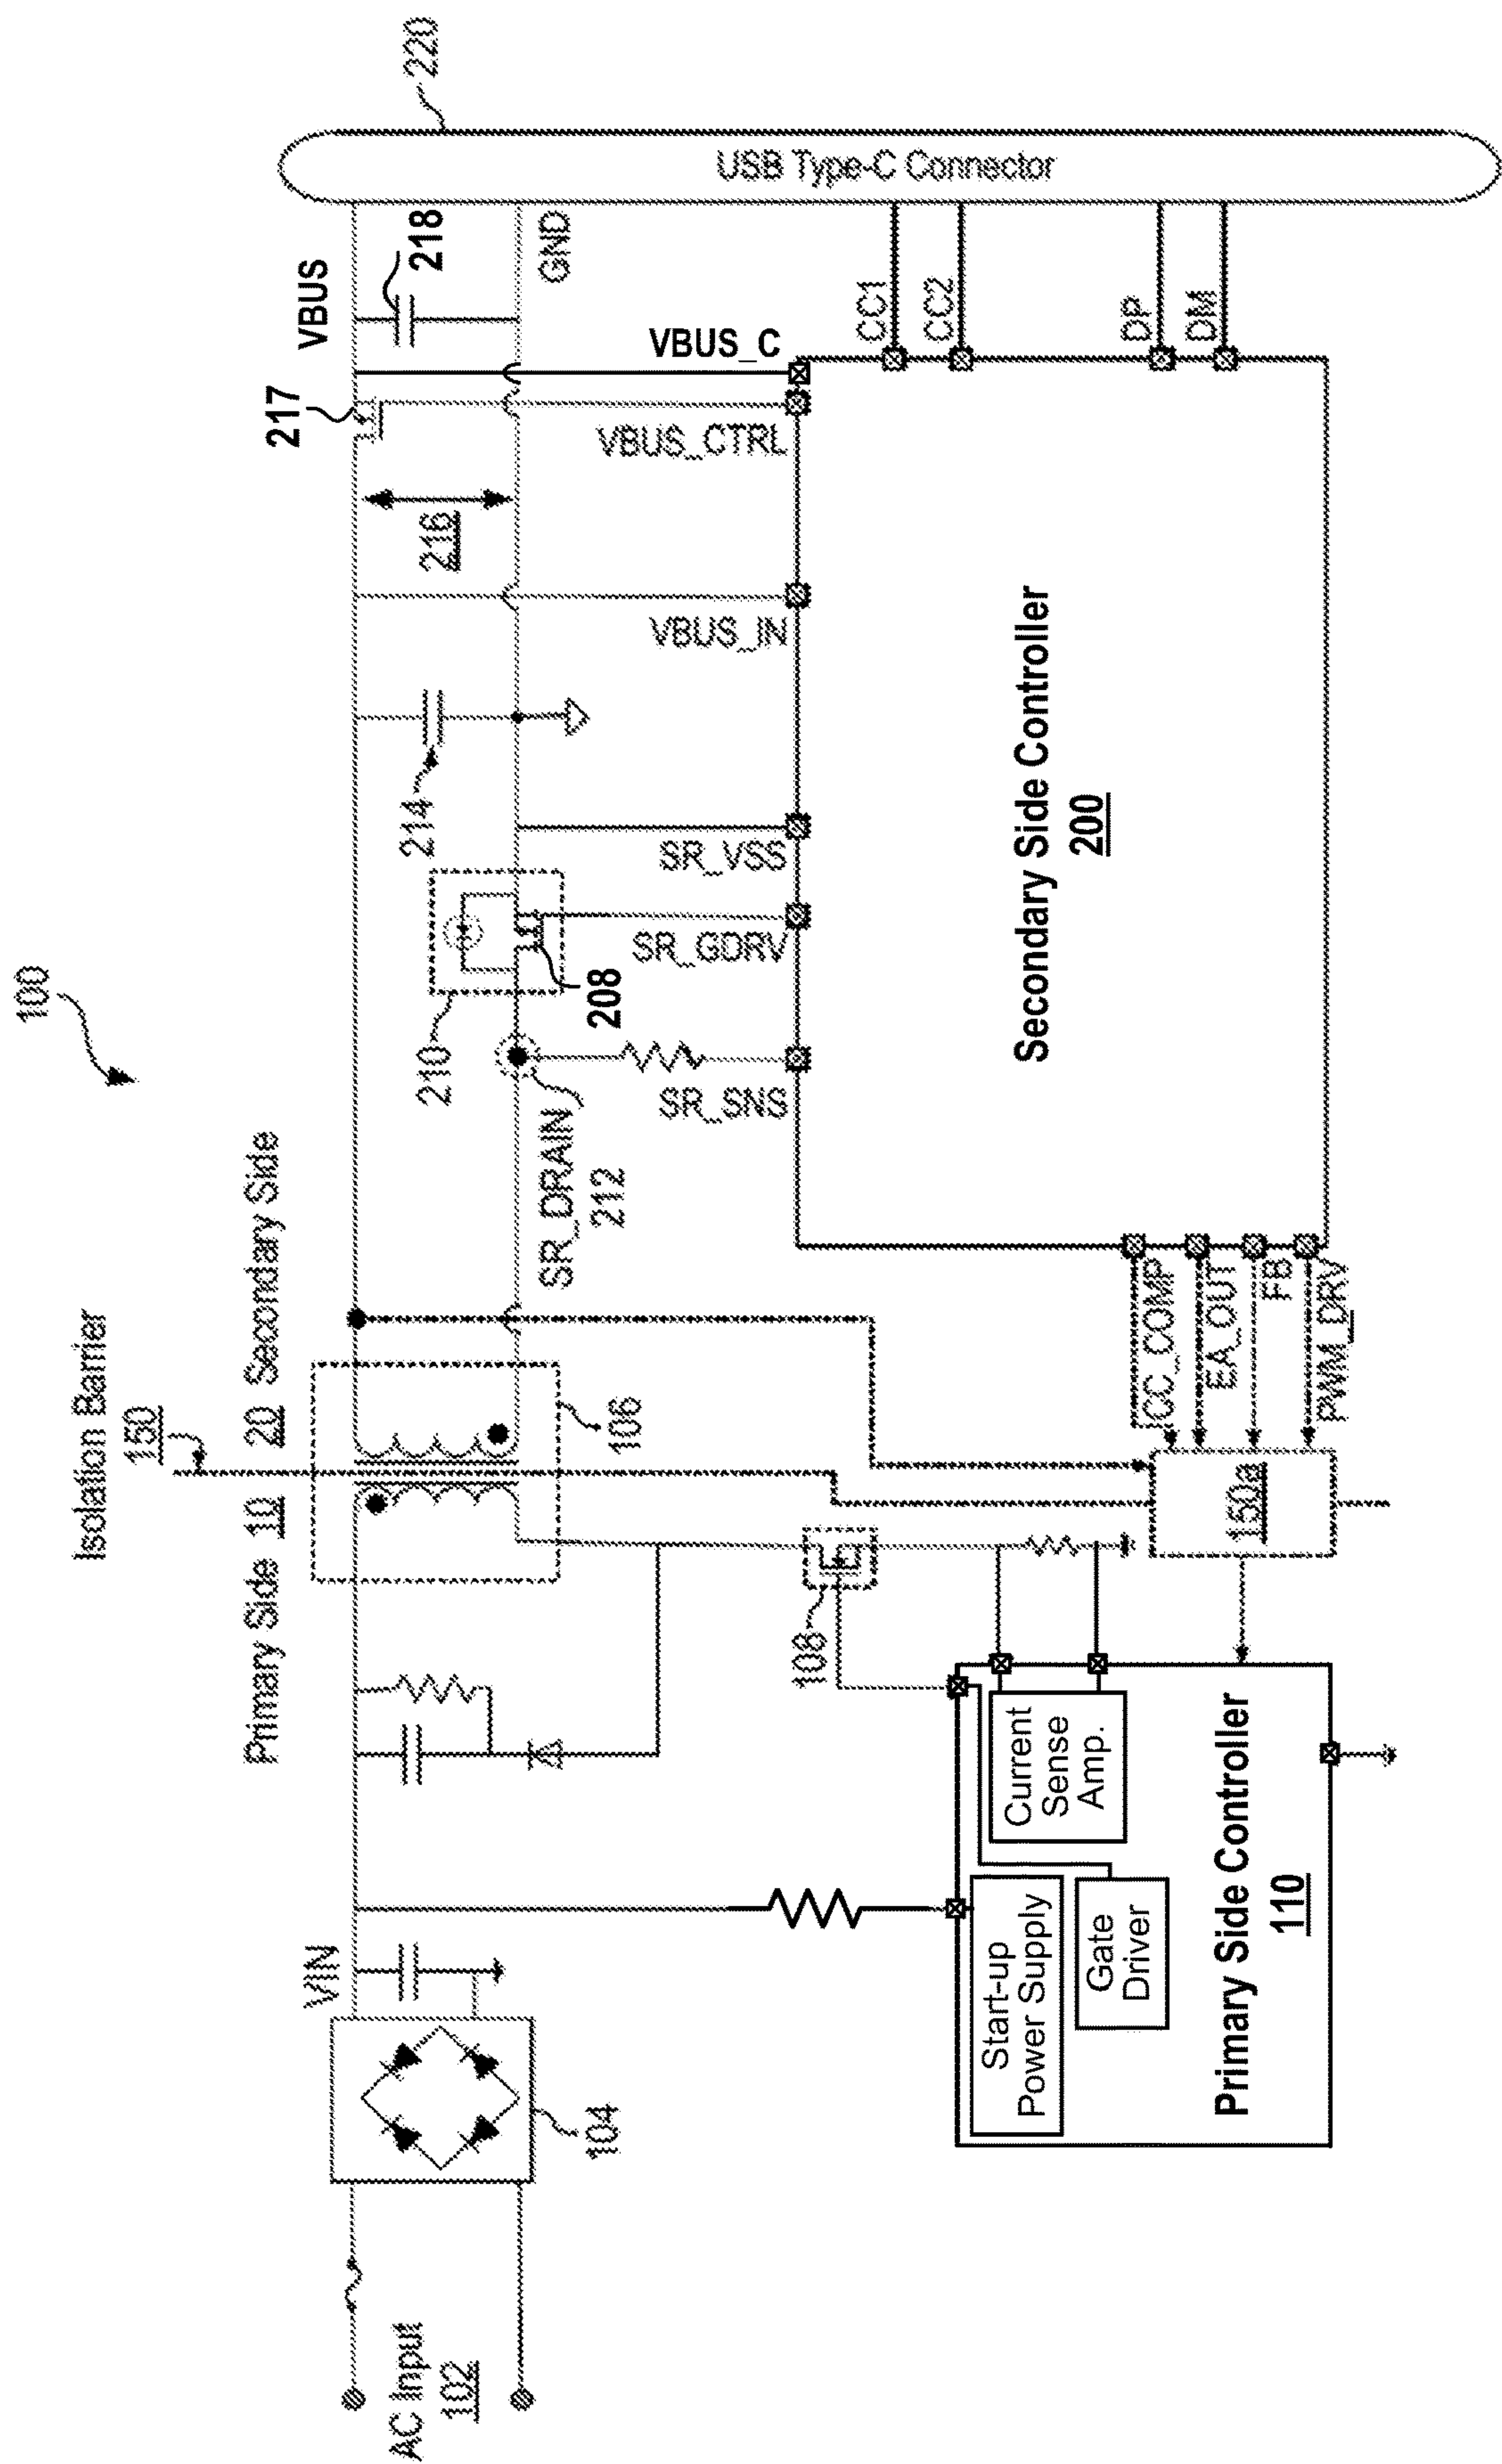 100
Isolation Barrier
150
Primary Side 10
20 Secondary Side
AC Input
102
104
VIN
106
108
SR_DRAIN
212
210
208
214
216
217
VBUS
218
GND
220
USB Type-C Connector
SR_SNS
SR_GDRV
SR_VSS
VBUS_IN
VBUS_CTRL
VBUS_C
CC1
CC2
DP
DM
Secondary Side Controller
200
CC_COMP
EA_OUT
FB
PWM_DRV
150a
Start-up
Power Supply
Gate
Driver
Current
Sense
Amp.
Primary Side Controller
110